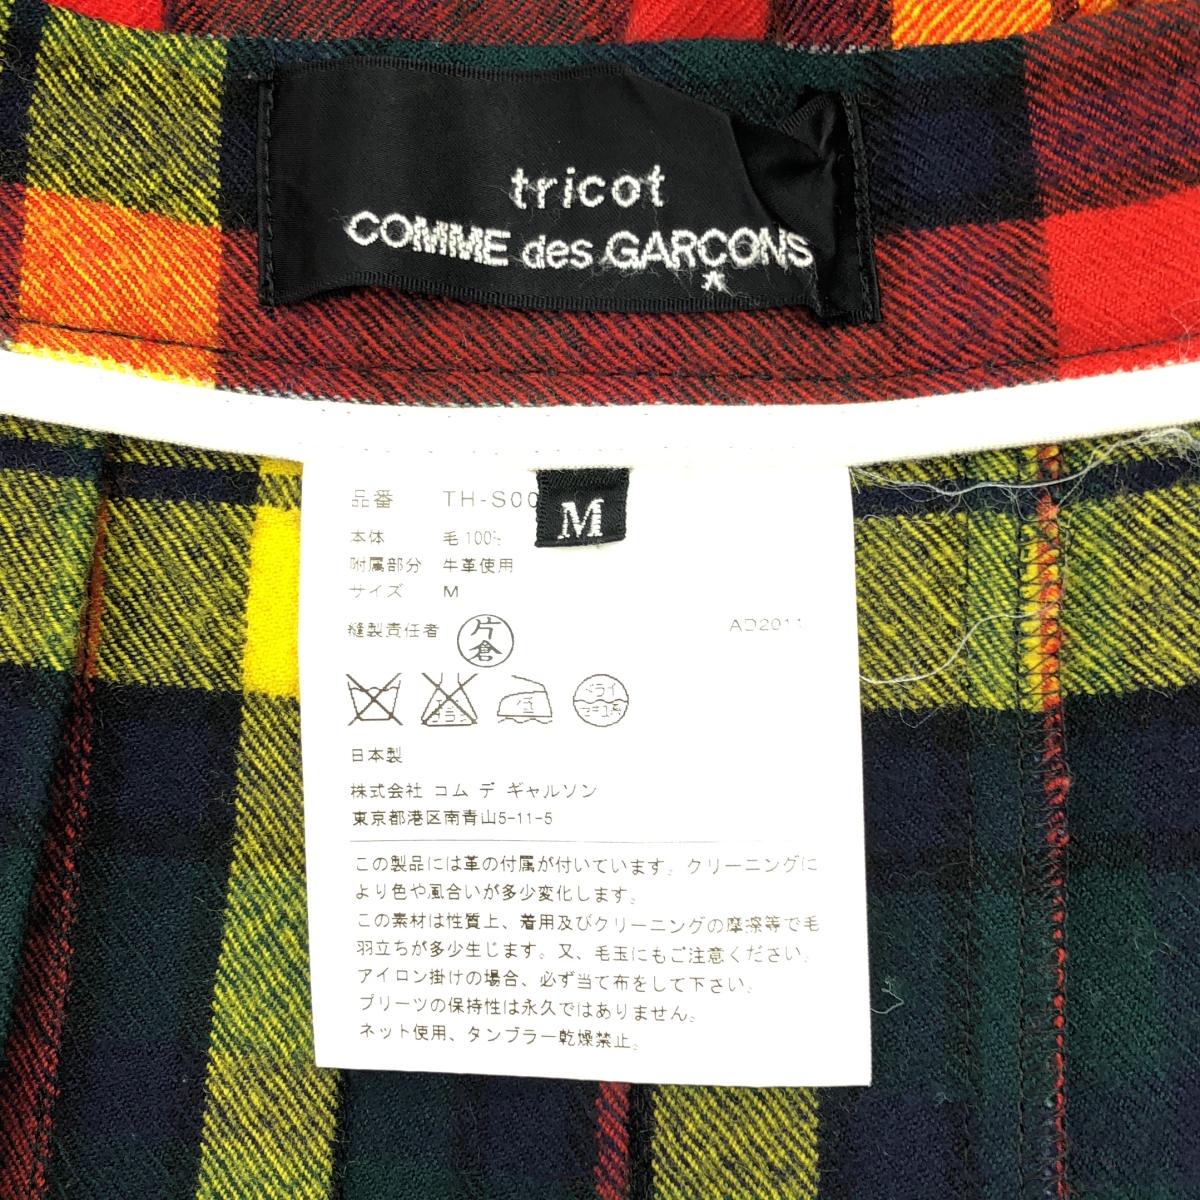 tricot
COMME des GARÇONS
品番 TH-S00
M
本体 毛 100%
附属部分 牛革使用
サイズ M
縫製責任者 片倉 AD2011
エンソ ドライ
日本製
株式会社 コム デ ギャルソン
東京都港区南青山5-11-5
この製品には革の付属が付いています。クリーニングに
より色や風合いが多少変化します。
この素材は性質上、着用及びクリーニングの摩擦等で毛
羽立ちが多少生じます。又、毛玉にもご注意ください。
アイロン掛けの場合、必ず当て布をして下さい。
プリーツの保持性は永久ではありません。
ネット使用、タンブラー乾燥禁止。